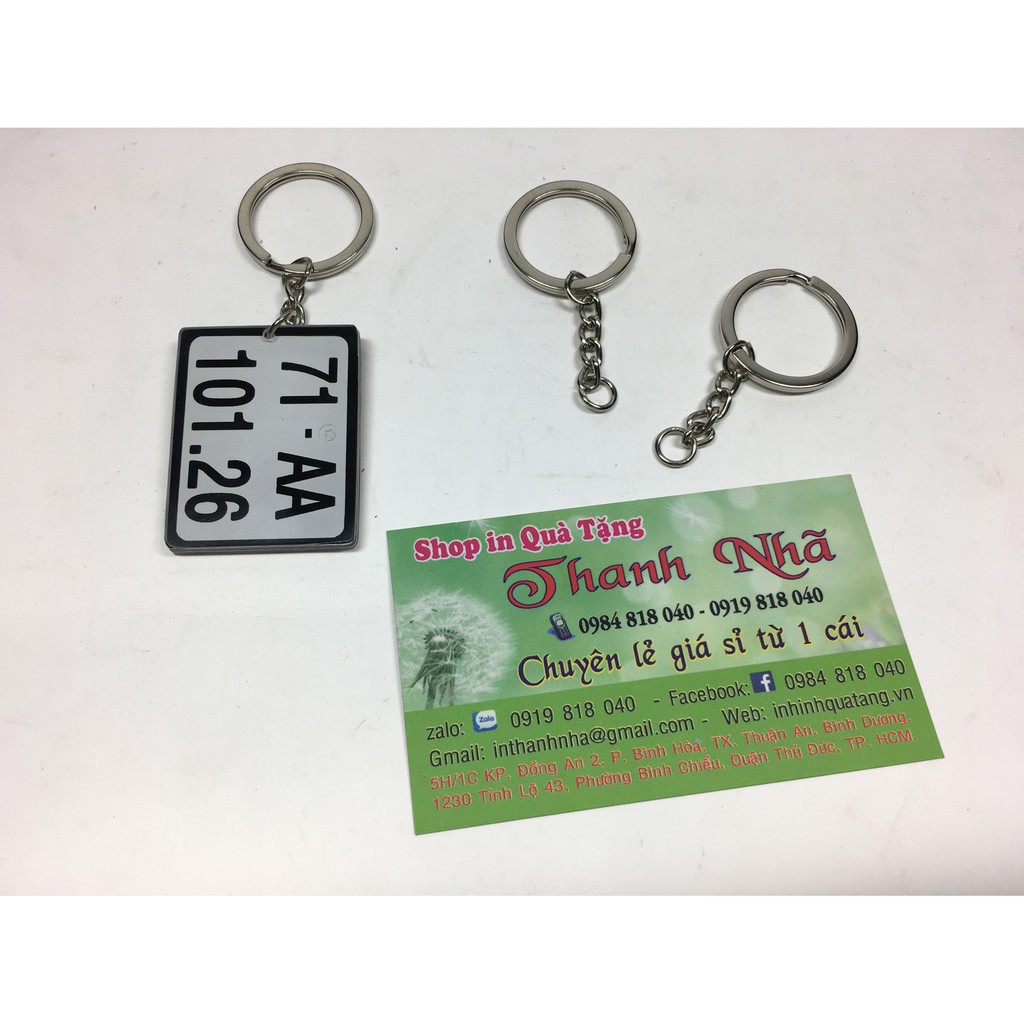 71 - AA
101.26
Shop in Quà Tặng
Thanh Nhã
0984 818 040 - 0919 818 040
Chuyên lẻ giá sỉ từ 1 cái
zalo: Zalo 0919 818 040 - Facebook: f 0984 818 040
Gmail: inthanhnha@gmail.com - Web: inhinhquatang.vn
5H/1C KP. Đồng An 2, P. Bình Hòa, TX. Thuận An, Bình Dương.
1230 Tỉnh Lộ 43, Phường Bình Chiểu, Quận Thủ Đức, TP. HCM.